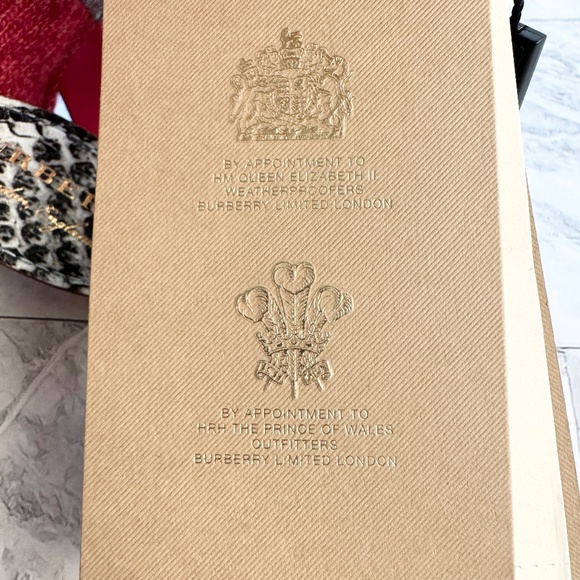 BY APPOINTMENT TO
HM QUEEN ELIZABETH II
WEATHERPROOFERS
BURBERRY LIMITED LONDON
BY APPOINTMENT TO
HRH THE PRINCE OF WALES
OUTFITTERS
BURBERRY LIMITED LONDON